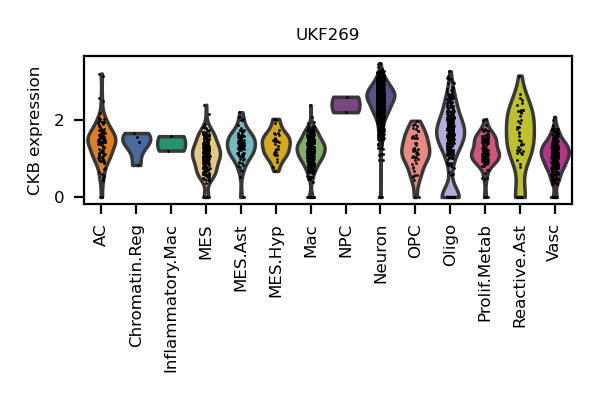 UKF269
CKB expression
2
0
AC
Chromatin.Reg
Inflammatory.Mac
MES
MES.Ast
MES.Hyp
Mac
NPC
Neuron
OPC
Oligo
Prolif.Metab
Reactive.Ast
Vasc